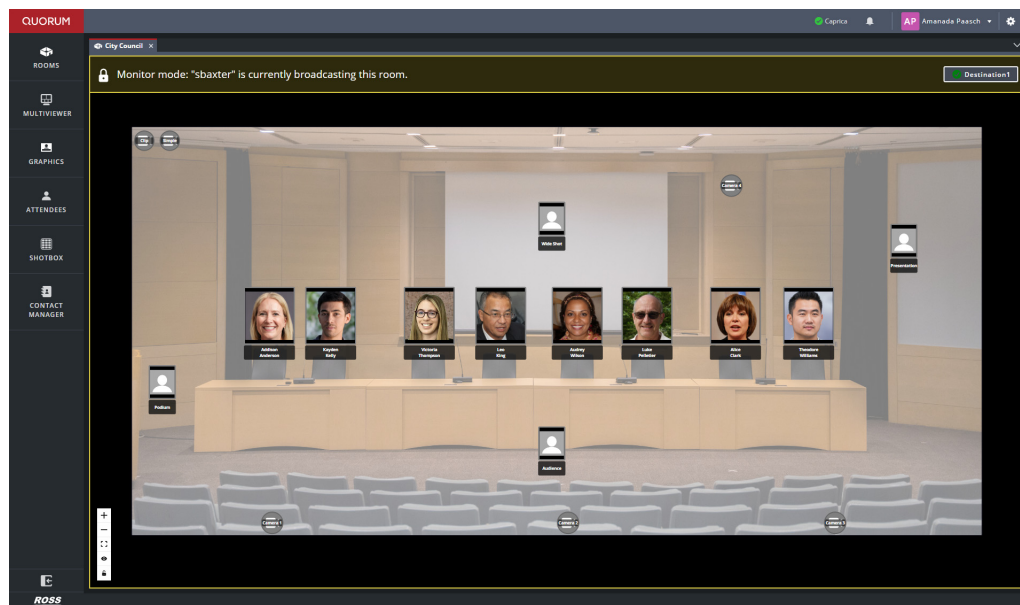 QUORUM
Caprica
AP Amanada Paasch
ROOMS
City Council ×
Monitor mode: "sbaxter" is currently broadcasting this room.
Destination1
MULTIVIEWER
GRAPHICS
ATTENDEES
SHOTBOX
CONTACT
MANAGER
Clip
Single
Camera 4
Wide Shot
Presentation
Addison
Anderson
Kayden
Kelly
Victoria
Thompson
Leo
King
Audrey
Wilson
Luke
Pelletier
Alice
Clark
Theodore
Williams
Podium
Audience
Camera 1
Camera 2
Camera 3
ROSS